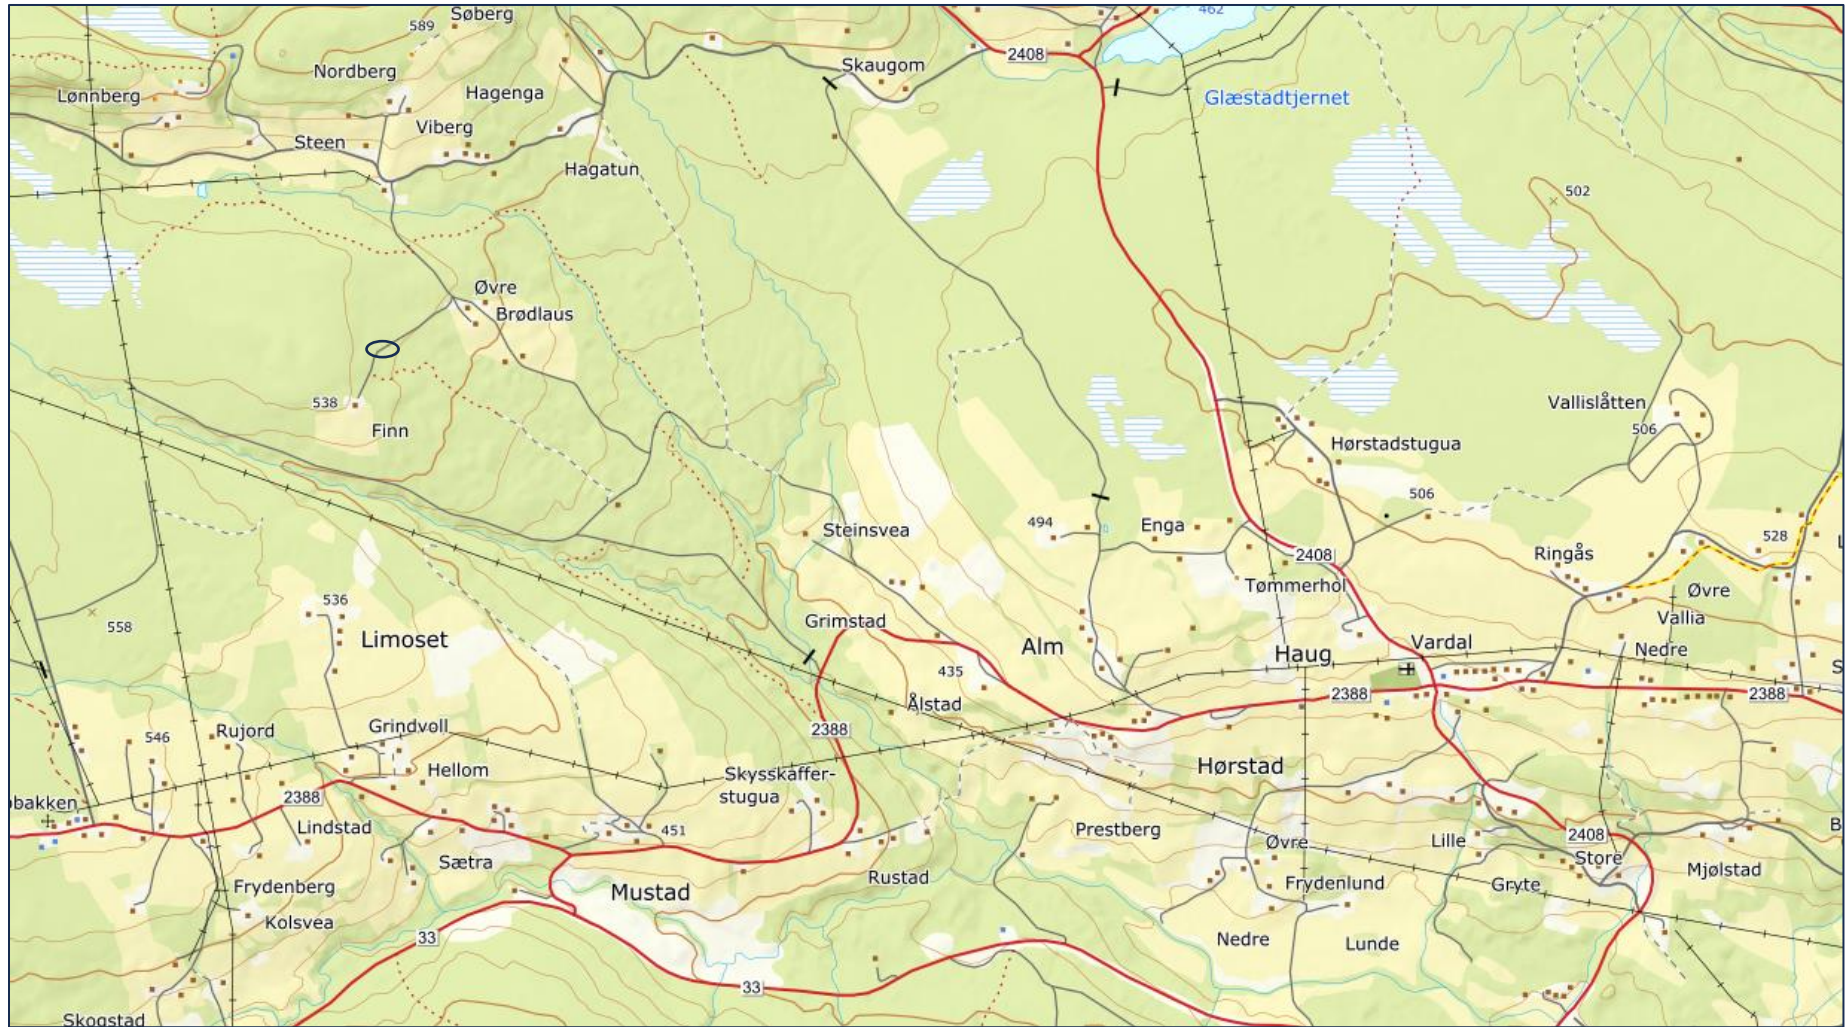 462
Søberg
589
2408
Skaugom
Nordberg
Hagenga
Lønnberg
Glæstadtjernet
Viberg
Steen
Hagatun
502
Øvre
Brødlaus
538
Finn
Vallislåtten
506
Hørstadstugua
506
494
Enga
Steinsvea
528
Ringås
2408
Tømmerhol
Øvre
Vallia
536
558
Limoset
Grimstad
Alm
Haug
Vardal
Nedre
435
2388
2388
Ålstad
Rujord
Grindvoll
546
2388
Hellom
Skysskaffer-
stugua
Hørstad
2388
bakken
Lindstad
451
Prestberg
Øvre
Lille
2408
Sætra
Store
Mjølstad
Frydenberg
Mustad
Rustad
Frydenlund
Gryte
Kolsvea
33
Nedre
Lunde
33
Skogstad